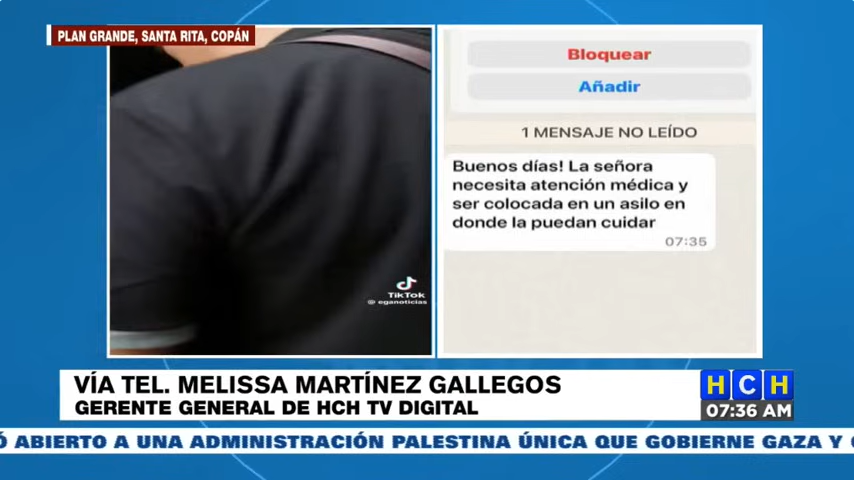 PLAN GRANDE, SANTA RITA, COPÁN
TikTok
@eganoticias
Bloquear
Añadir
1 MENSAJE NO LEÍDO
Buenos días! La señora
necesita atención médica y
ser colocada en un asilo en
donde la puedan cuidar
07:35
VÍA TEL. MELISSA MARTÍNEZ GALLEGOS
GERENTE GENERAL DE HCH TV DIGITAL
HCH
07:36 AM
Ó ABIERTO A UNA ADMINISTRACIÓN PALESTINA ÚNICA QUE GOBIERNE GAZA Y